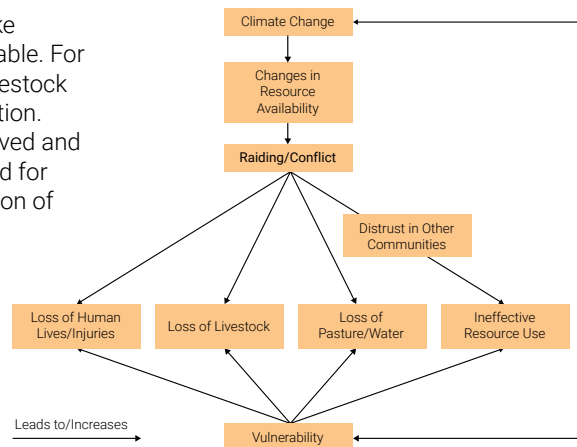 ke
able. For
estock
tion.
ved and
d for
on of
Climate Change
Changes in
Resource
Availability
Raiding/Conflict
Distrust in Other
Communities
Loss of Human
Lives/Injuries
Loss of Livestock
Loss of
Pasture/Water
Ineffective
Resource Use
Leads to/Increases
Vulnerability